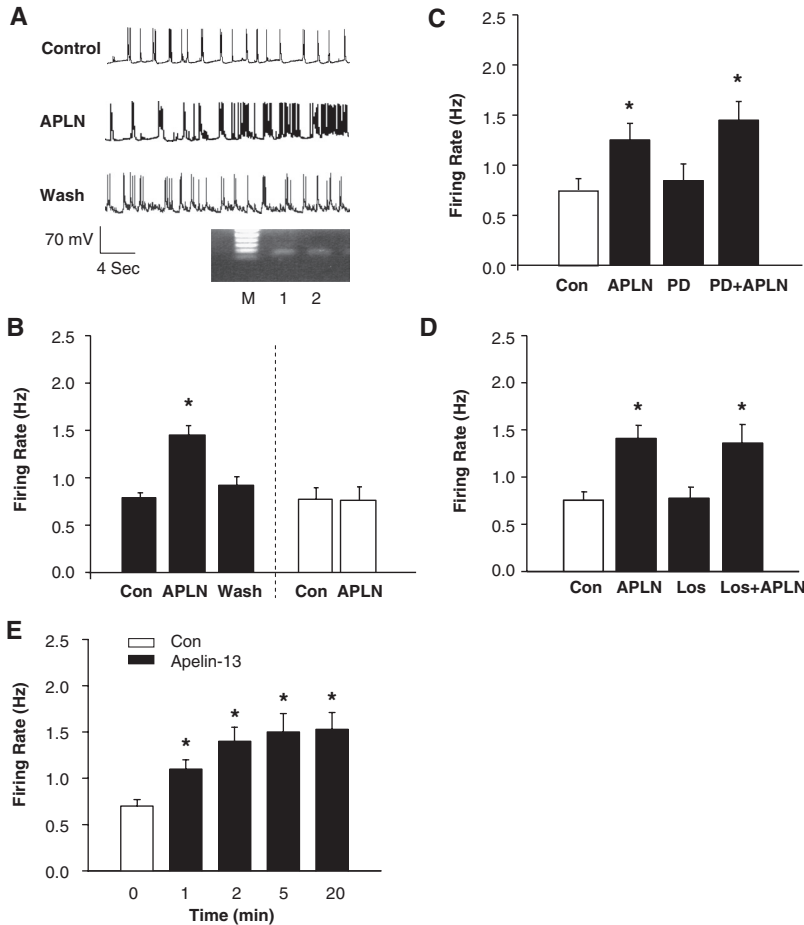 A
Control
APLN
Wash
70 mV
4 Sec
M 1 2
B
Firing Rate (Hz)
2.5
2.0
1.5
1.0
0.5
0.0
*
Con APLN Wash Con APLN
C
Firing Rate (Hz)
2.5
2.0
1.5
1.0
0.5
0.0
* *
Con APLN PD PD+APLN
D
Firing Rate (Hz)
2.5
2.0
1.5
1.0
0.5
0.0
* *
Con APLN Los Los+APLN
E
Firing Rate (Hz)
2.5
2.0
1.5
1.0
0.5
0.0
Con
Apelin-13
* * * *
0 1 2 5 20
Time (min)